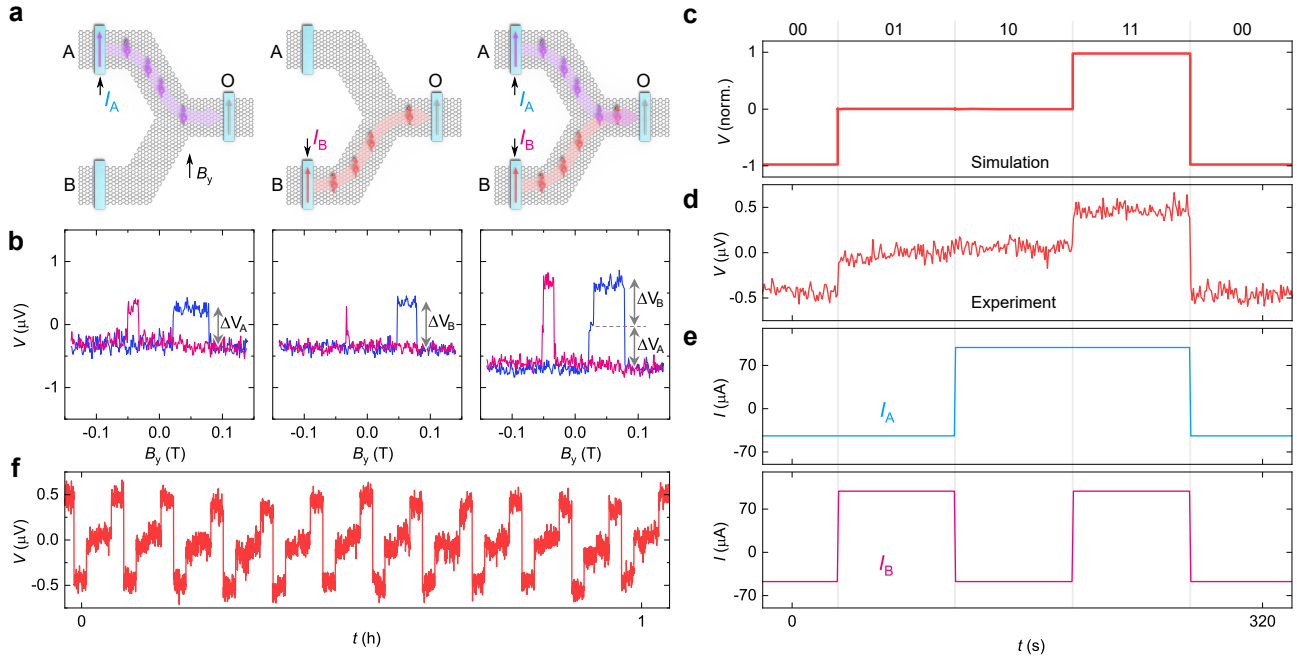 a
A
I_A
O
B
B_y
I_B
O
I_B
A
I_A
O
I_B
B
b
V (µV)
1
0
-1
ΔV_A
ΔV_B
ΔV_B
ΔV_A
-0.1 0.0 0.1
-0.1 0.0 0.1
-0.1 0.0 0.1
B_y (T)
B_y (T)
B_y (T)
f
V (µV)
0.5
0.0
-0.5
0 1
t (h)
c
00 01 10 11 00
V (norm.)
1
0
-1
Simulation
d
V (µV)
0.5
0.0
-0.5
Experiment
e
I (µA)
70
0
-70
I_A
I (µA)
70
0
-70
I_B
0 320
t (s)